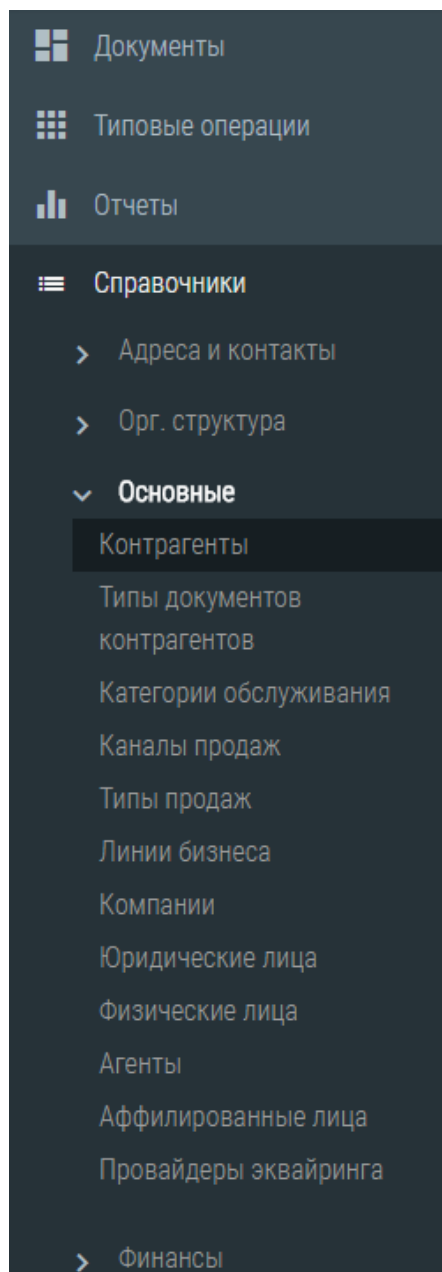 Документы
Типовые операции
Отчеты
Справочники
Адреса и контакты
Орг. структура
Основные
Контрагенты
Типы документов
контрагентов
Категории обслуживания
Каналы продаж
Типы продаж
Линии бизнеса
Компании
Юридические лица
Физические лица
Агенты
Аффилированные лица
Провайдеры эквайринга
Финансы